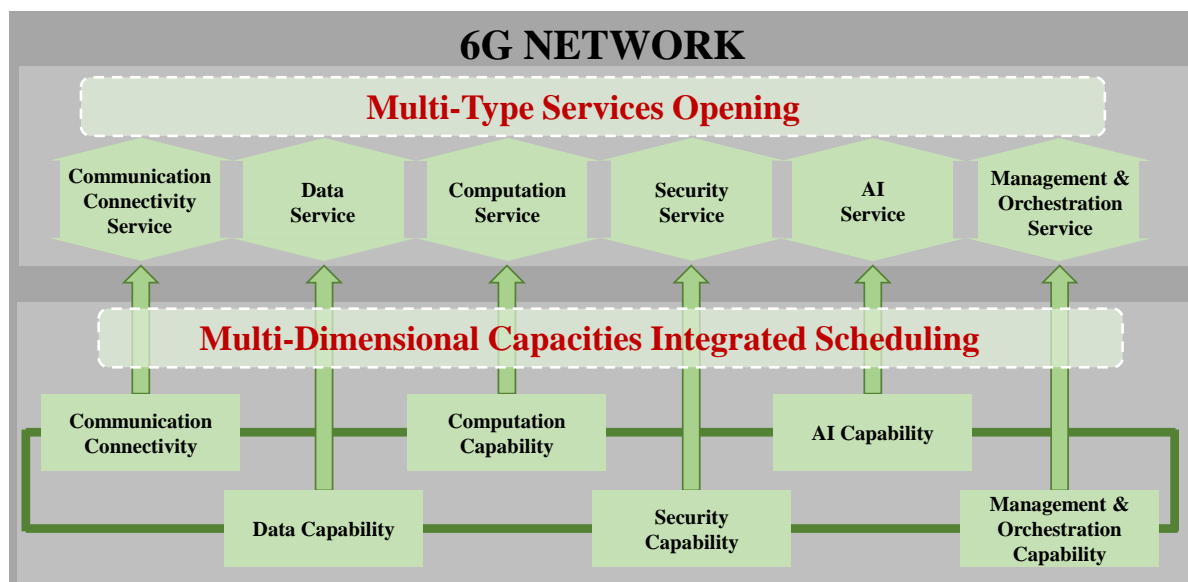 6G NETWORK
Multi-Type Services Opening
Communication
Connectivity
Service
Data
Service
Computation
Service
Security
Service
AI
Service
Management &
Orchestration
Service
Multi-Dimensional Capacities Integrated Scheduling
Communication
Connectivity
Computation
Capability
AI Capability
Data Capability
Security
Capability
Management &
Orchestration
Capability